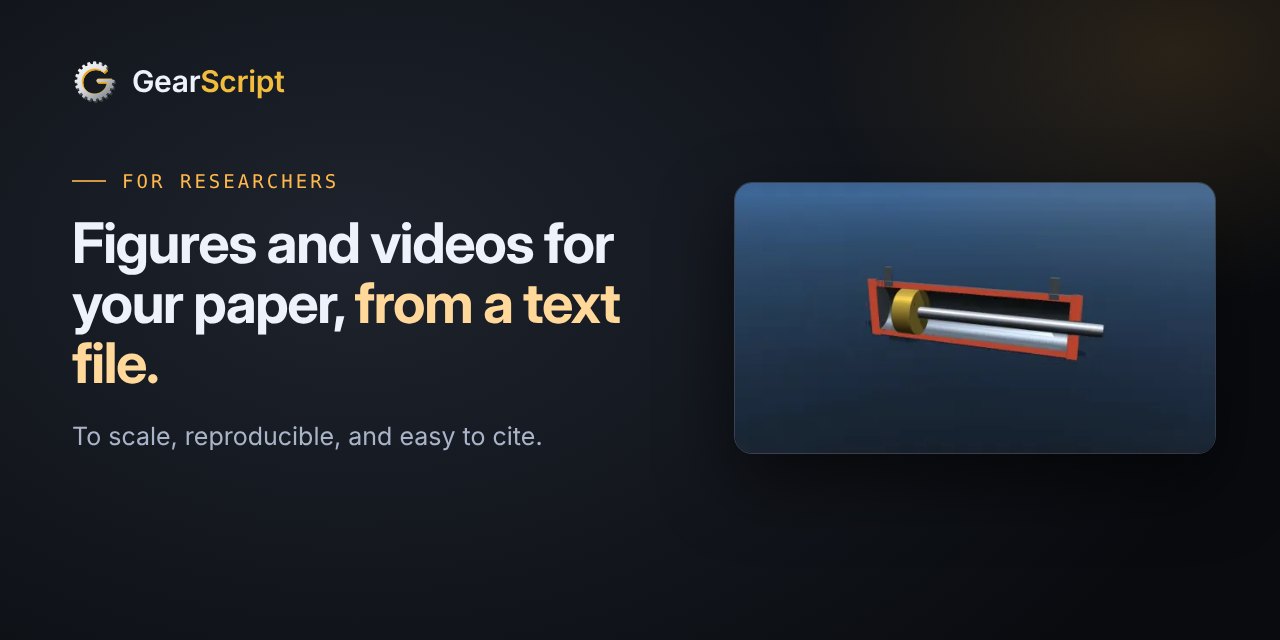 GearScript
FOR RESEARCHERS
Figures and videos for
your paper, from a text
file.
To scale, reproducible, and easy to cite.